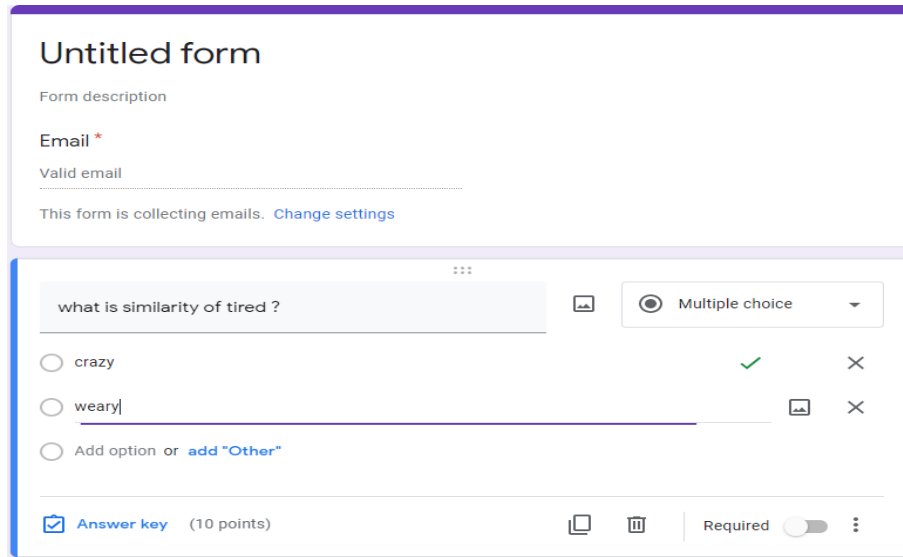 Untitled form
Form description
Email *
Valid email
This form is collecting emails. Change settings
what is similarity of tired ?
Multiple choice
crazy
weary
Add option or add "Other"
Answer key (10 points)
Required